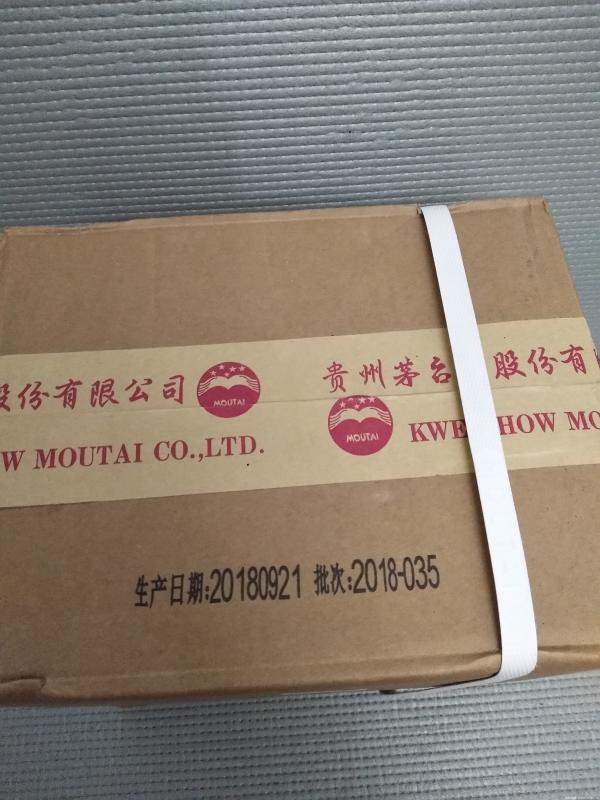 股份有限公司
MOUTAI
贵州茅台 股份有
W MOUTAI CO.,LTD.
MOUTAI
KWE HOW MO
生产日期:20180921 批次:2018-035